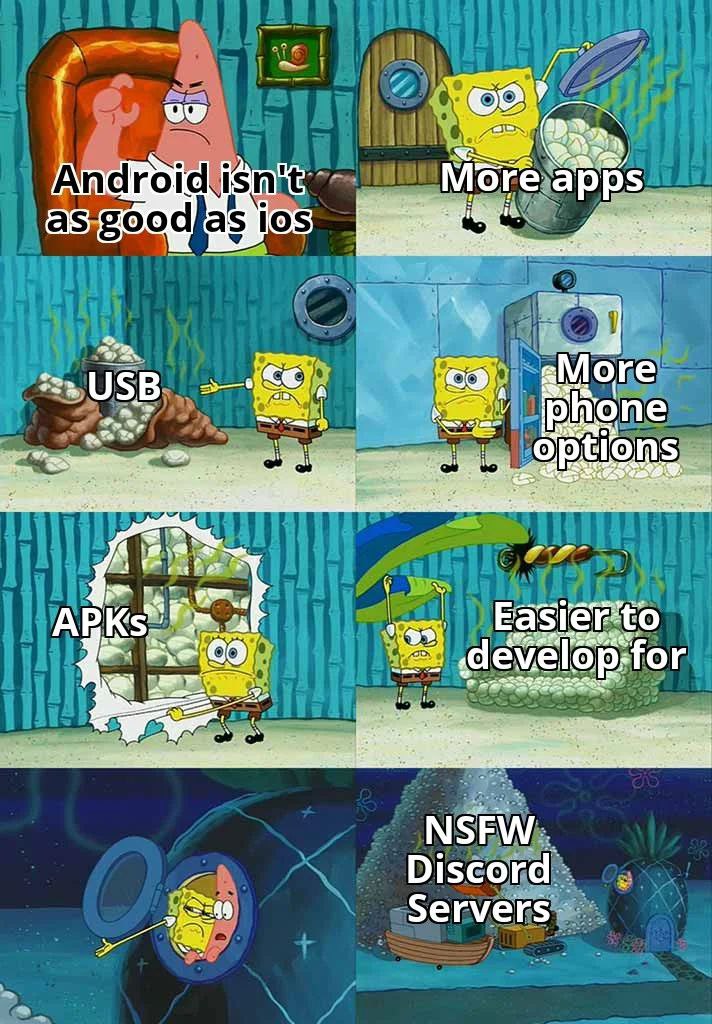 Android isn't
as good as ios
More apps
USB
More
phone
options
APKs
Easier to
develop for
NSFW
Discord
Servers